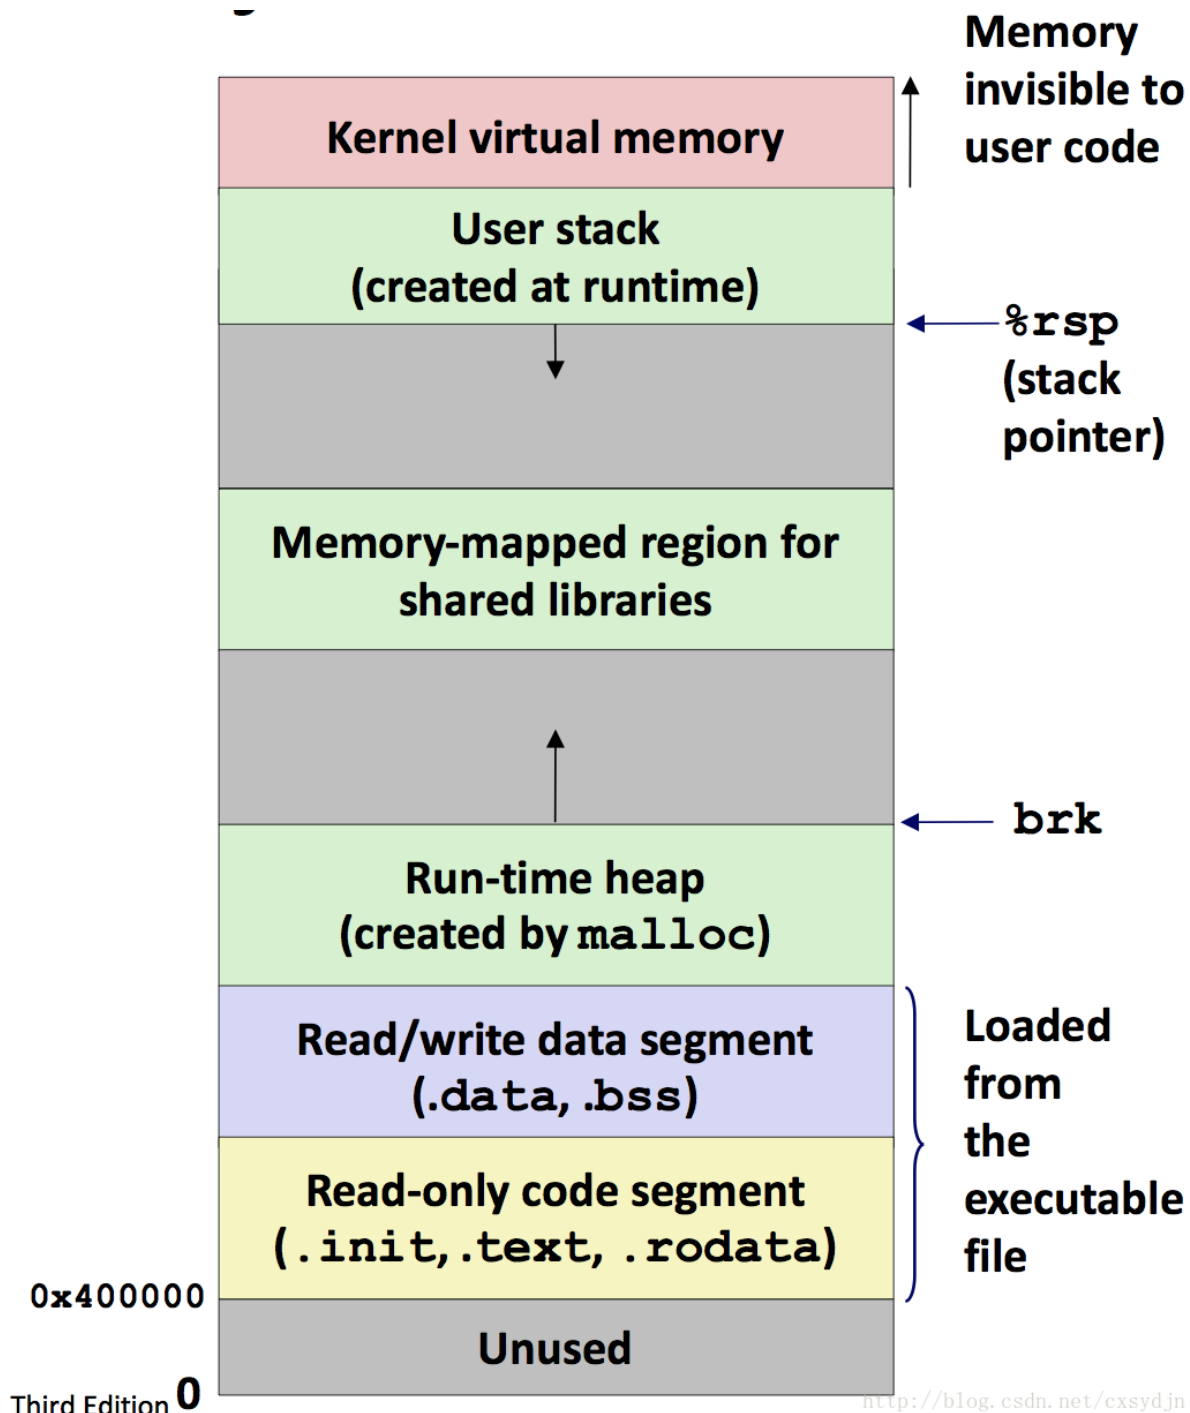 Memory
invisible to
user code
Kernel virtual memory
User stack
(created at runtime)
%rsp
(stack
pointer)
Memory-mapped region for
shared libraries
brk
Run-time heap
(created by malloc)
Read/write data segment
(.data, .bss)
Loaded
from
the
executable
file
Read-only code segment
(.init, .text, .rodata)
0x400000
Unused
0
Third Edition
http://blog.csdn.net/cxsydjn